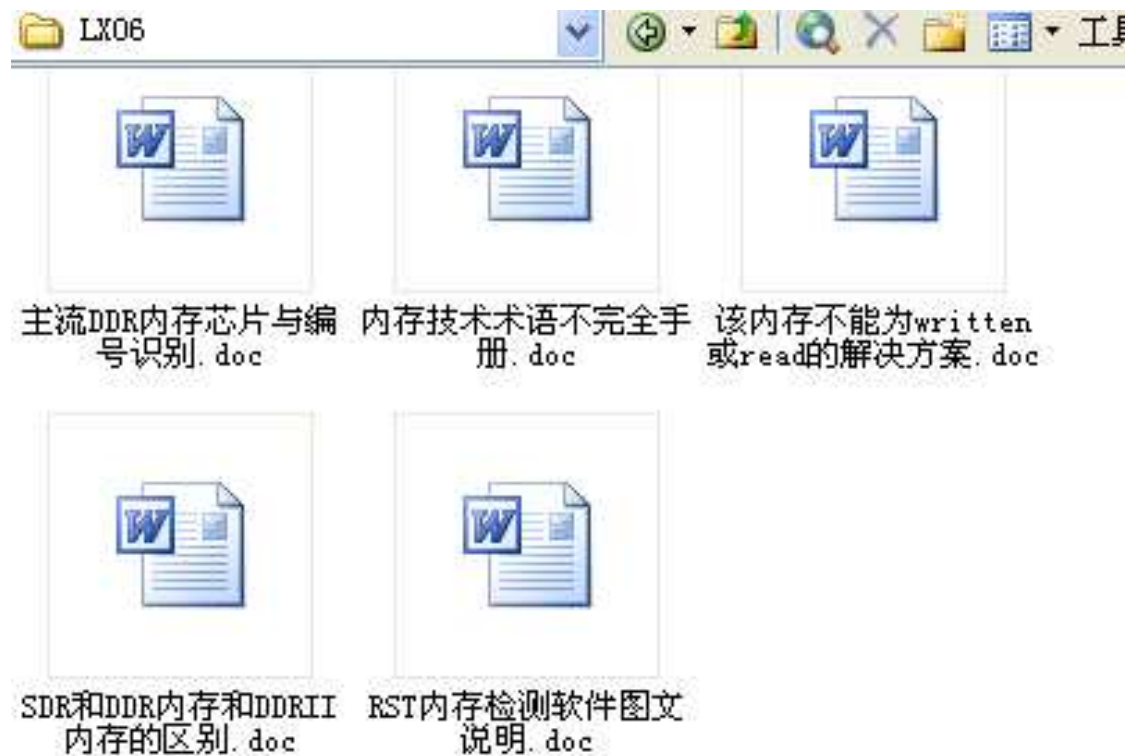 LX06
工具
主流DDR内存芯片与编
号识别.doc
内存技术术语不完全手
册.doc
该内存不能为written
或read的解决方案.doc
SDR和DDR内存和DDRII
内存的区别.doc
RST内存检测软件图文
说明.doc